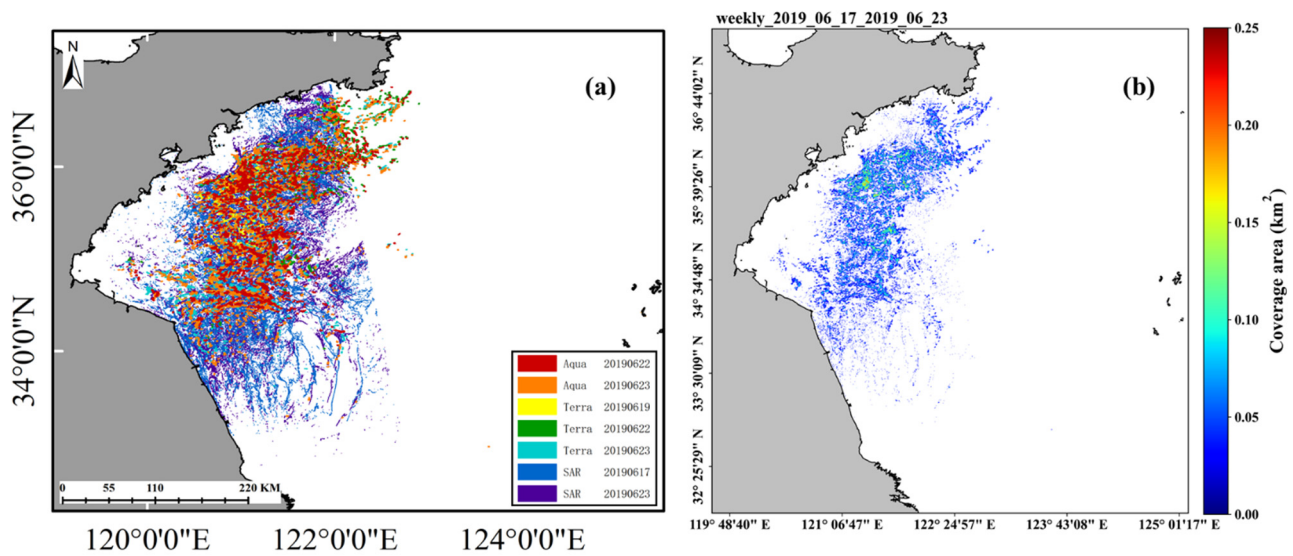 N
(a)
36°0'0"N
34°0'0"N
Aqua 20190622
Aqua 20190623
Terra 20190619
Terra 20190622
Terra 20190623
SAR 20190617
SAR 20190623
0 55 110 220 KM
120°0'0"E 122°0'0"E 124°0'0"E
weekly_2019_06_17_2019_06_23
(b)
36° 44'02'' N
35° 39'26'' N
34° 34'48'' N
33° 30'09'' N
32° 25'29'' N
119° 48'40'' E 121° 06'47'' E 122° 24'57'' E 123° 43'08'' E 125° 01'17'' E
0.25
0.20
0.15
0.10
0.05
0.00
Coverage area (km²)